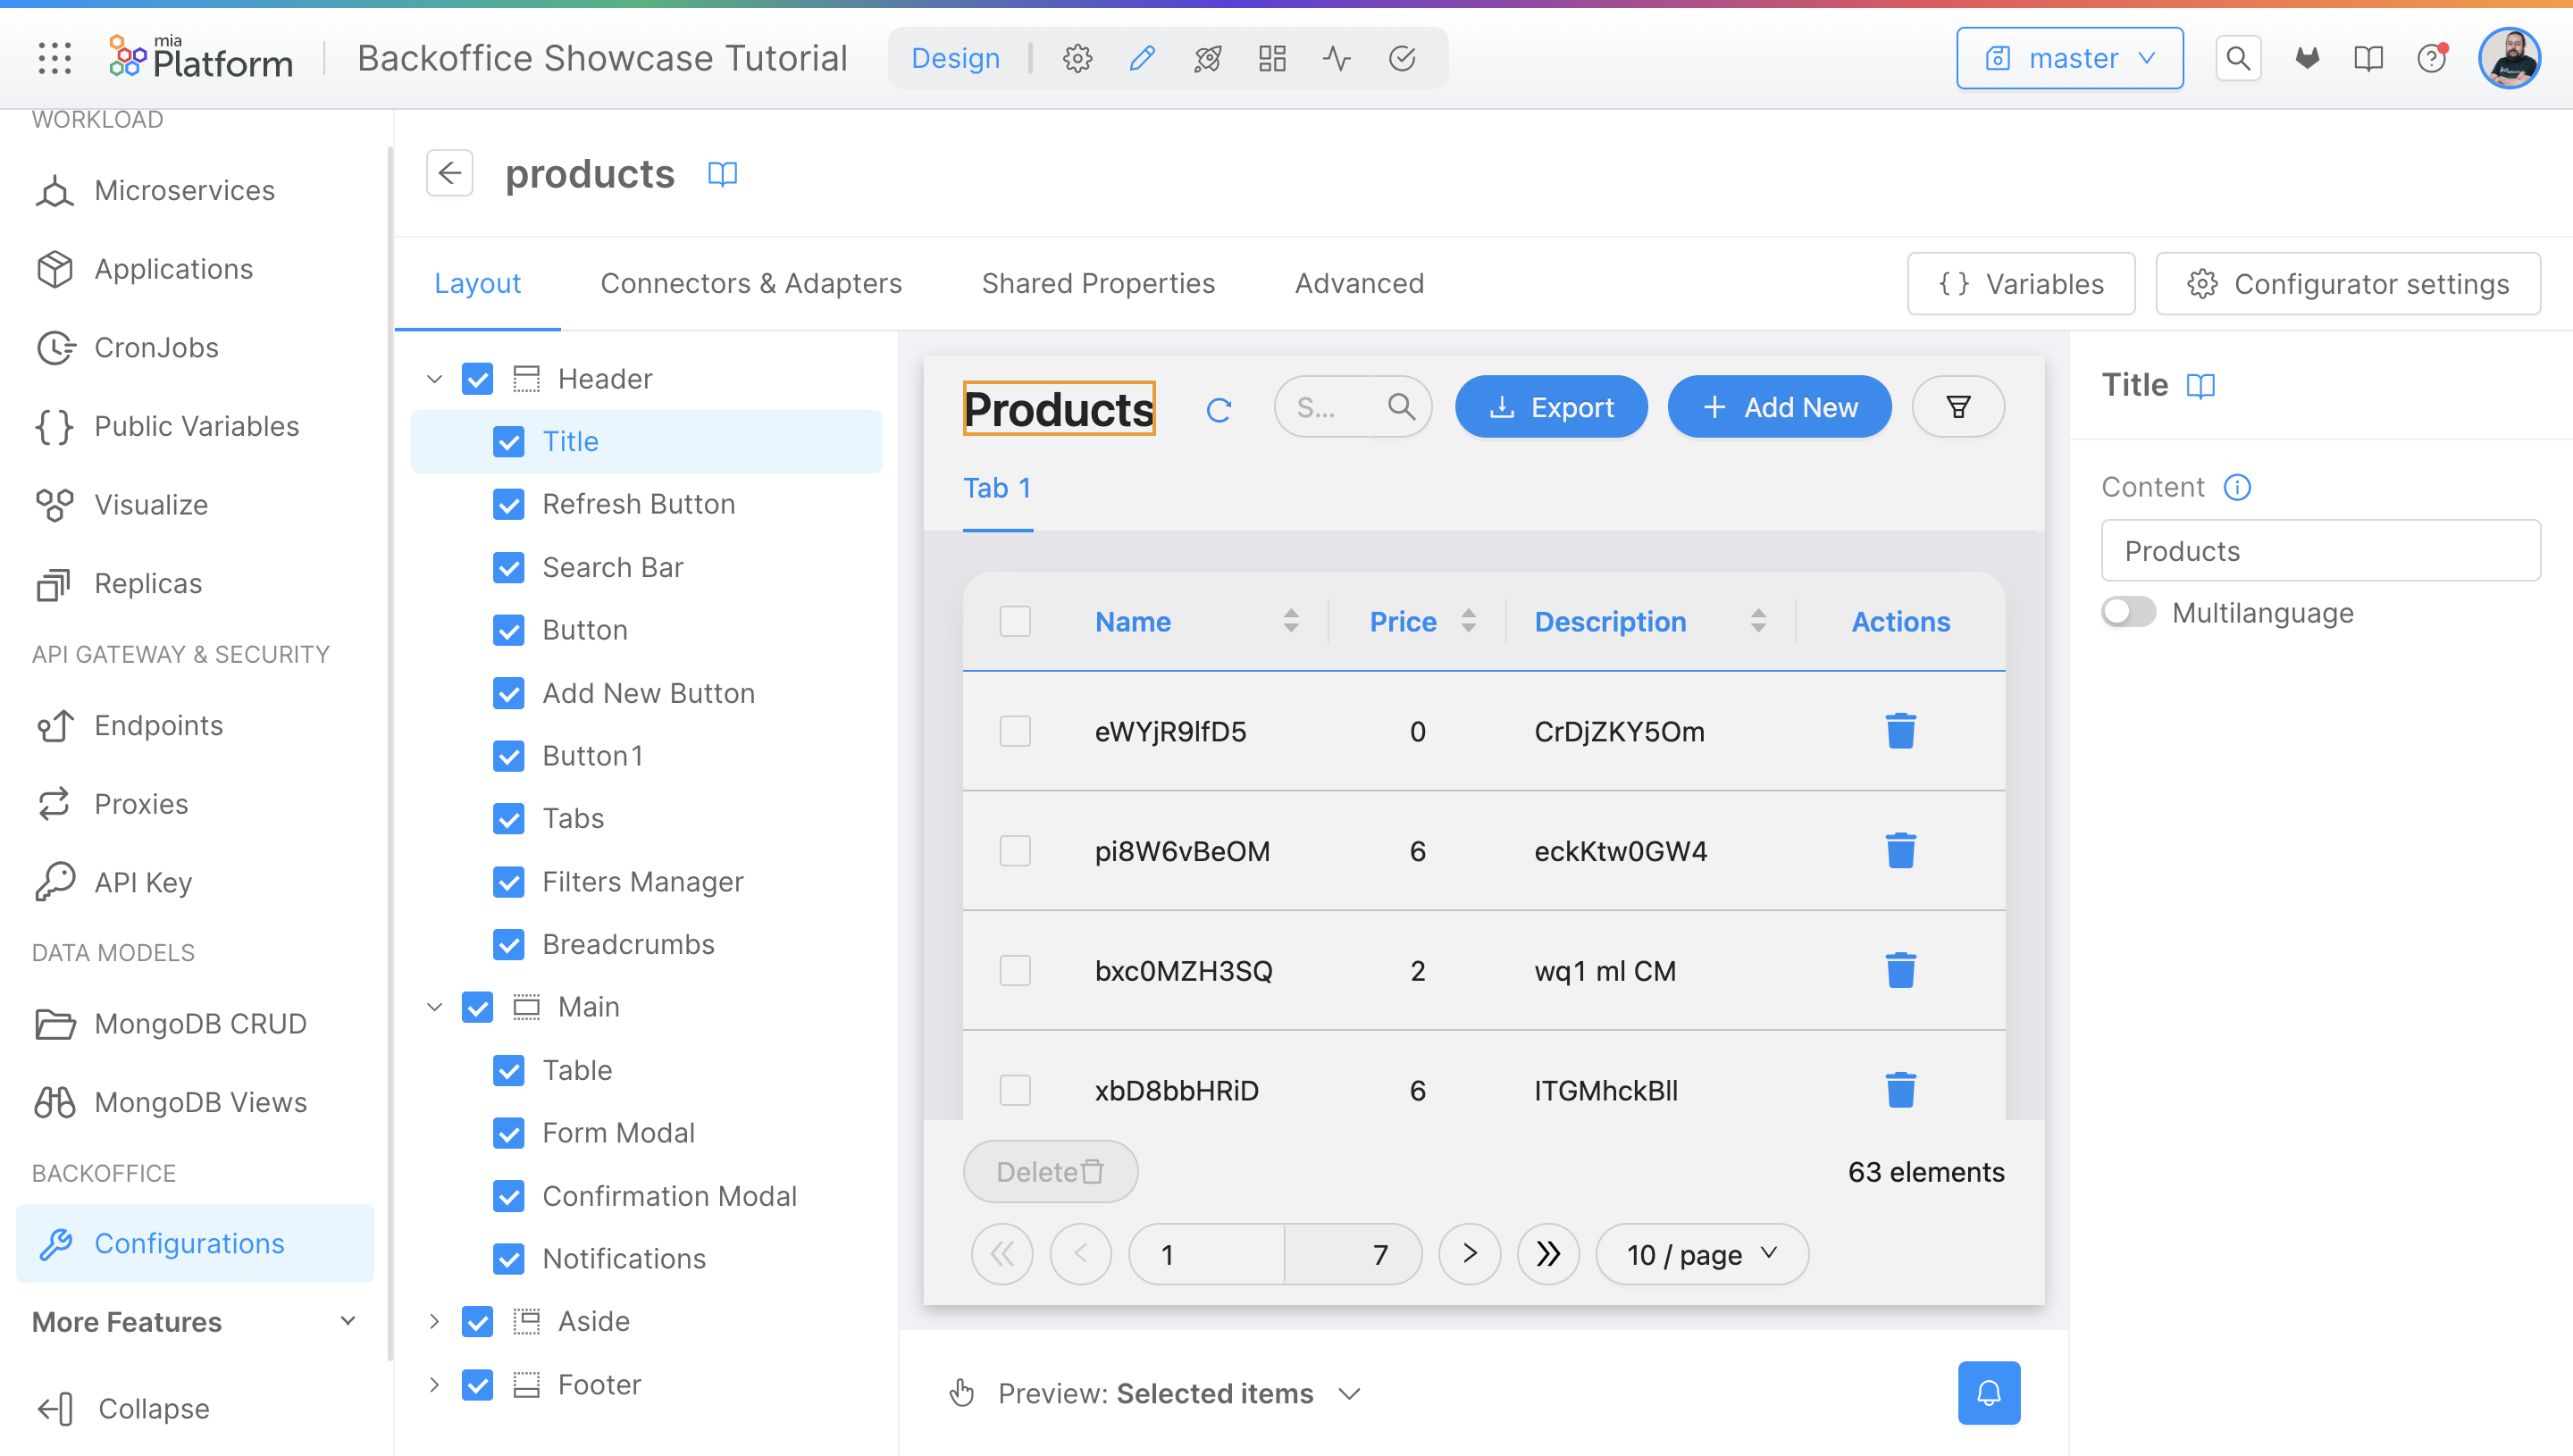 mia
Platform
Backoffice Showcase Tutorial
Design
master
WORKLOAD
Microservices
Applications
CronJobs
Public Variables
Visualize
Replicas
API GATEWAY & SECURITY
Endpoints
Proxies
API Key
DATA MODELS
MongoDB CRUD
MongoDB Views
BACKOFFICE
Configurations
More Features
Collapse
products
Layout
Connectors & Adapters
Shared Properties
Advanced
{ } Variables
Configurator settings
Header
Title
Refresh Button
Search Bar
Button
Add New Button
Button1
Tabs
Filters Manager
Breadcrumbs
Main
Table
Form Modal
Confirmation Modal
Notifications
Aside
Footer
Products
S...
Export
Add New
Tab 1
Name
Price
Description
Actions
eWYjR9lfD5 0 CrDjZKY5Om
pi8W6vBeOM 6 eckKtw0GW4
bxc0MZH3SQ 2 wq1 ml CM
xbD8bbHRiD 6 ITGMhckBll
Delete
63 elements
1 7
10 / page
Preview: Selected items
Title
Content
Products
Multilanguage